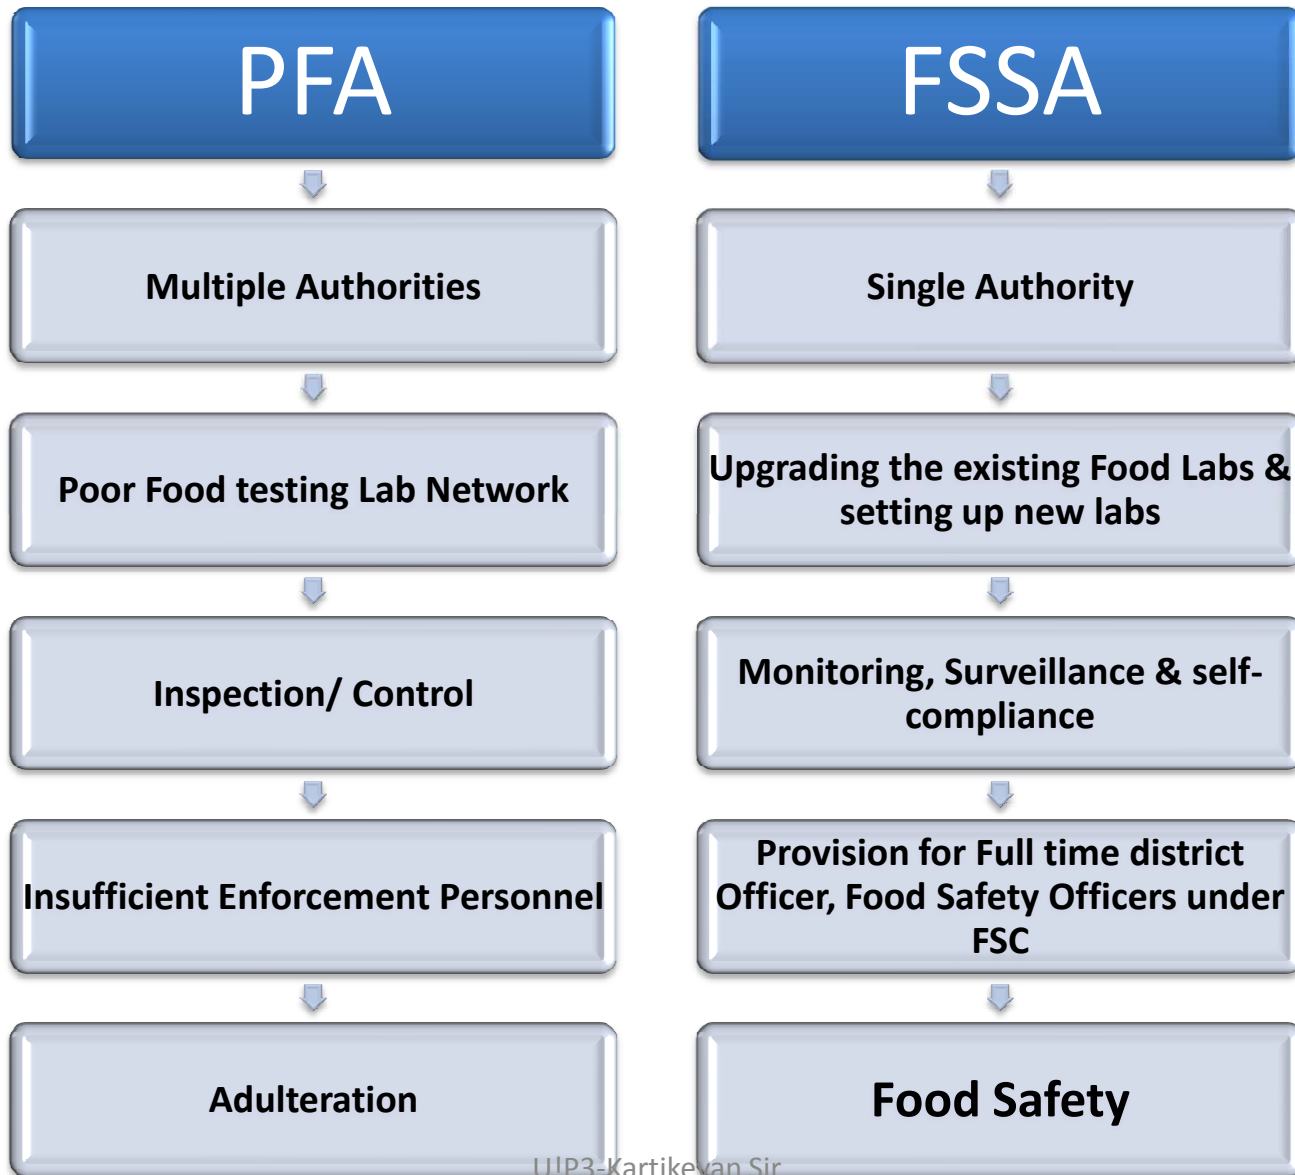 PFA
Multiple Authorities
Poor Food testing Lab Network
Inspection/ Control
Insufficient Enforcement Personnel
Adulteration
FSSA
Single Authority
Upgrading the existing Food Labs &
setting up new labs
Monitoring, Surveillance & self-
compliance
Provision for Full time district
Officer, Food Safety Officers under
FSC
Food Safety
Kartikeyan Sir